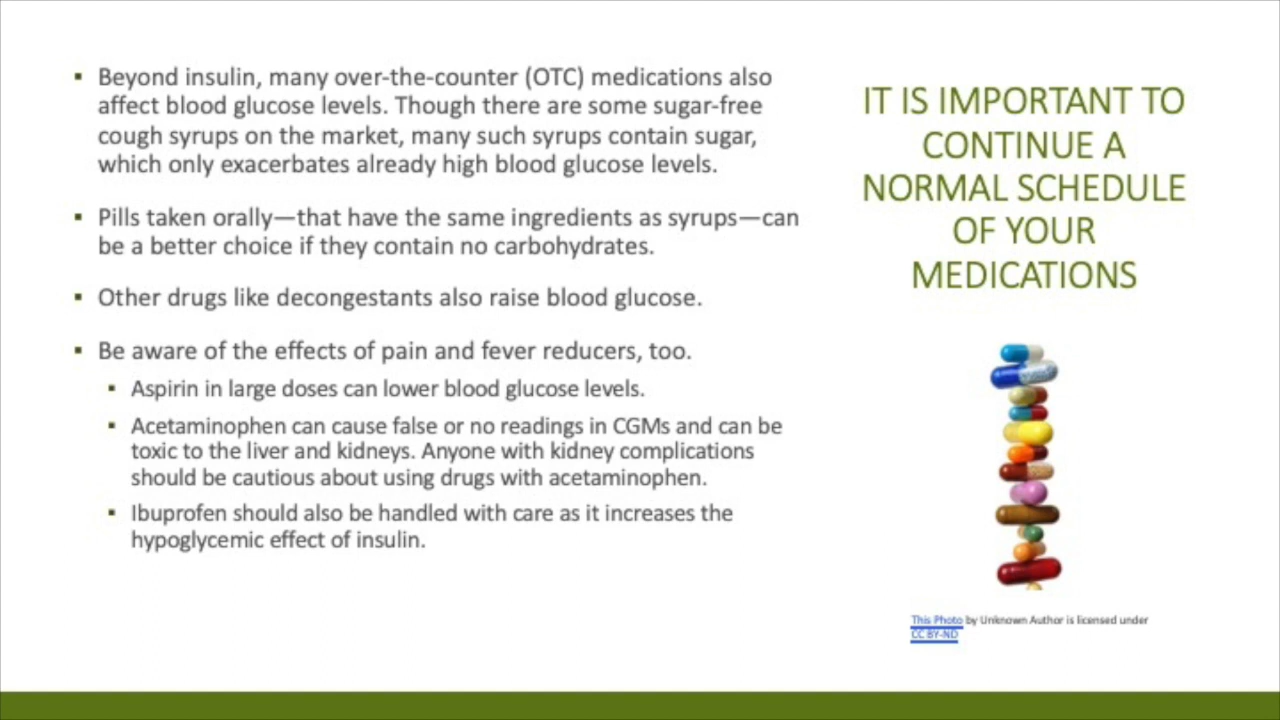 ▪ Beyond insulin, many over-the-counter (OTC) medications also
affect blood glucose levels. Though there are some sugar-free
cough syrups on the market, many such syrups contain sugar,
which only exacerbates already high blood glucose levels.
▪ Pills taken orally—that have the same ingredients as syrups—can
be a better choice if they contain no carbohydrates.
▪ Other drugs like decongestants also raise blood glucose.
▪ Be aware of the effects of pain and fever reducers, too.
▪ Aspirin in large doses can lower blood glucose levels.
▪ Acetaminophen can cause false or no readings in CGMs and can be
toxic to the liver and kidneys. Anyone with kidney complications
should be cautious about using drugs with acetaminophen.
▪ Ibuprofen should also be handled with care as it increases the
hypoglycemic effect of insulin.
IT IS IMPORTANT TO
CONTINUE A
NORMAL SCHEDULE
OF YOUR
MEDICATIONS
This Photo by Unknown Author is licensed under
CC BY-ND